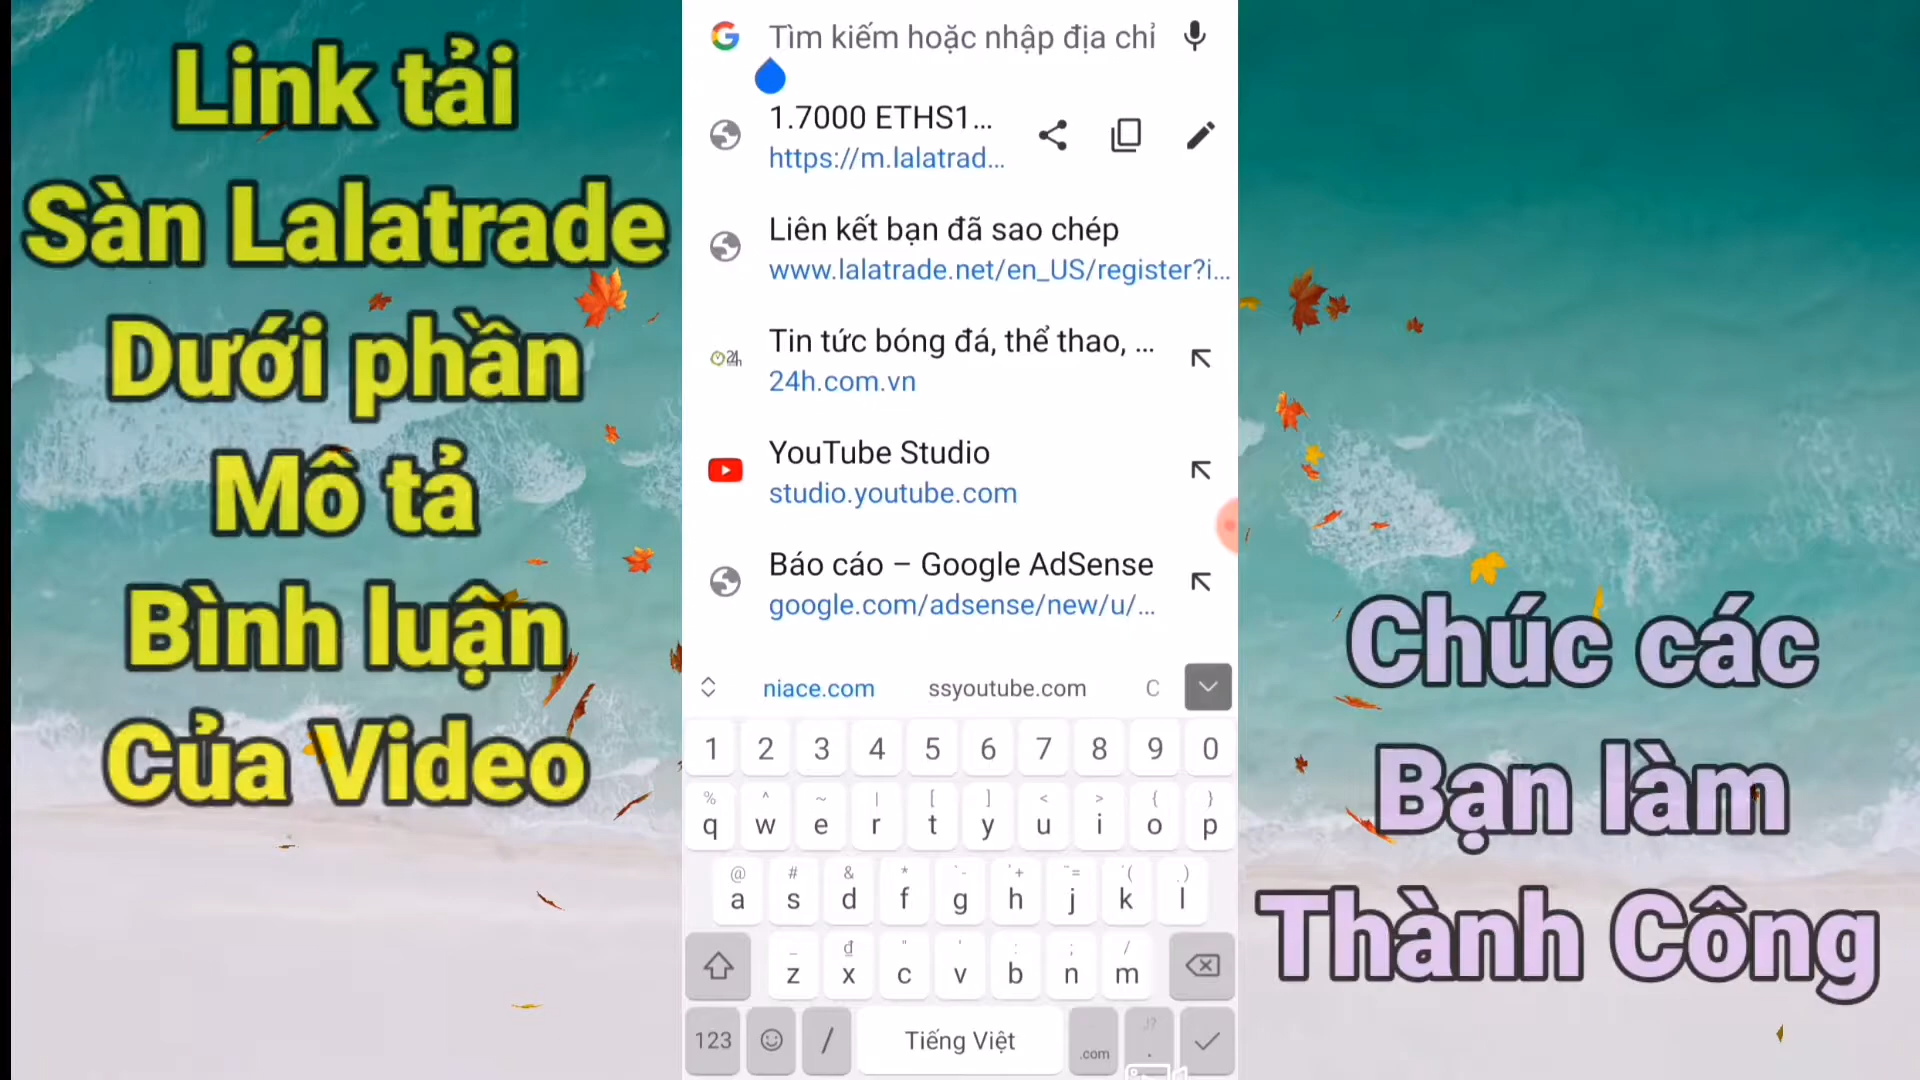 Link tải
Sàn Lalatrade
Dưới phần
Mô tả
Bình luận
Của Video
Tìm kiếm hoặc nhập địa chỉ
1.7000 ETHS1...
https://m.lalatrad...
Liên kết bạn đã sao chép
www.lalatrade.net/en_US/register?i...
24h
Tin tức bóng đá, thể thao, ...
24h.com.vn
YouTube Studio
studio.youtube.com
Báo cáo – Google AdSense
google.com/adsense/new/u/...
niace.com ssyoutube.com C
1 2 3 4 5 6 7 8 9 0
% ^ ~ | [ ] < > { }
q w e r t y u i o p
@ # & *
a s d f g h j k l
_ đ " ' : ; /
z x c v b n m
123 / Tiếng Việt .com .
Chúc các
Bạn làm
Thành Công